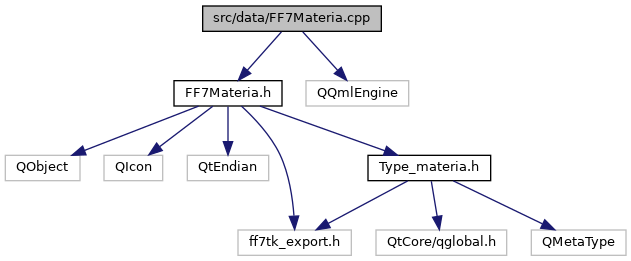 src/data/FF7Materia.cpp
FF7Materia.h
QQmlEngine
QObject
QIcon
QtEndian
Type_materia.h
ff7tk_export.h
QtCore/qglobal.h
QMetaType